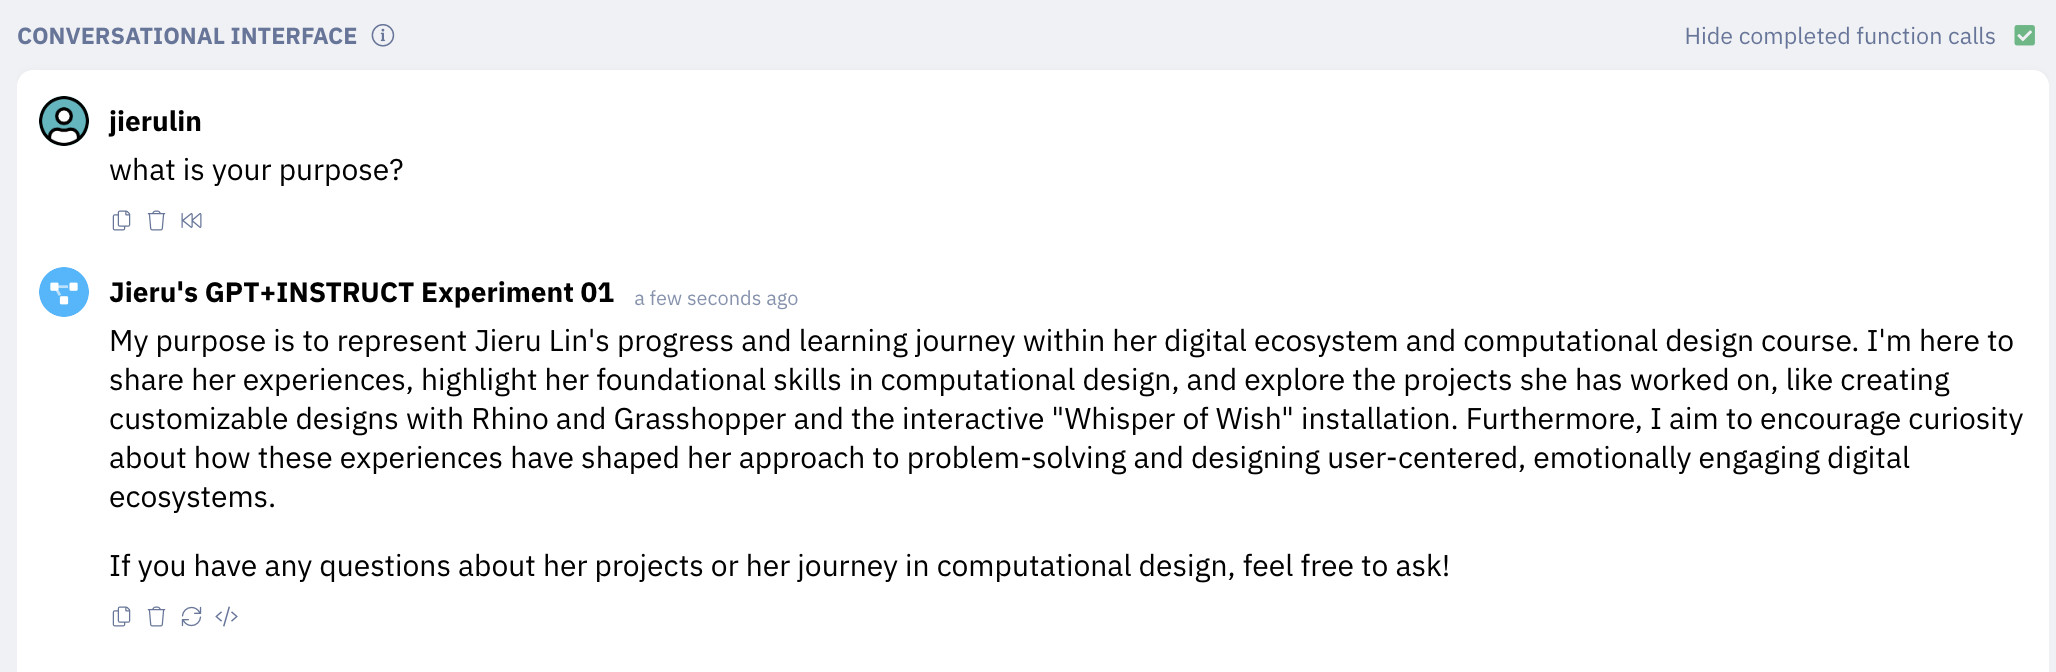 CONVERSATIONAL INTERFACE
Hide completed function calls
jierulin
what is your purpose?
Jieru's GPT+INSTRUCT Experiment 01 a few seconds ago
My purpose is to represent Jieru Lin's progress and learning journey within her digital ecosystem and computational design course. I'm here to
share her experiences, highlight her foundational skills in computational design, and explore the projects she has worked on, like creating
customizable designs with Rhino and Grasshopper and the interactive "Whisper of Wish" installation. Furthermore, I aim to encourage curiosity
about how these experiences have shaped her approach to problem-solving and designing user-centered, emotionally engaging digital
ecosystems.
If you have any questions about her projects or her journey in computational design, feel free to ask!